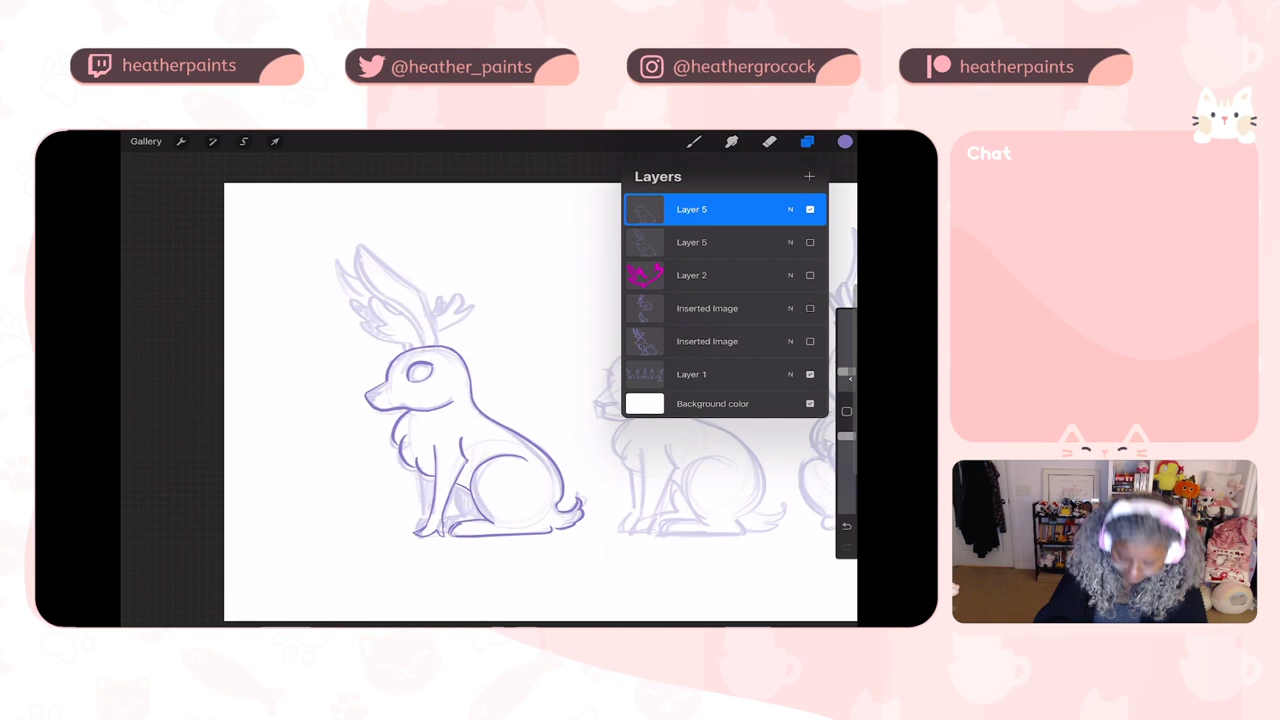 heatherpaints
@heather_paints
@heathergrocock
heatherpaints
Chat
Gallery
Layers
Layer 5
N
Layer 5
N
Layer 2
N
Inserted Image
N
Inserted Image
N
Layer 1
N
Background color